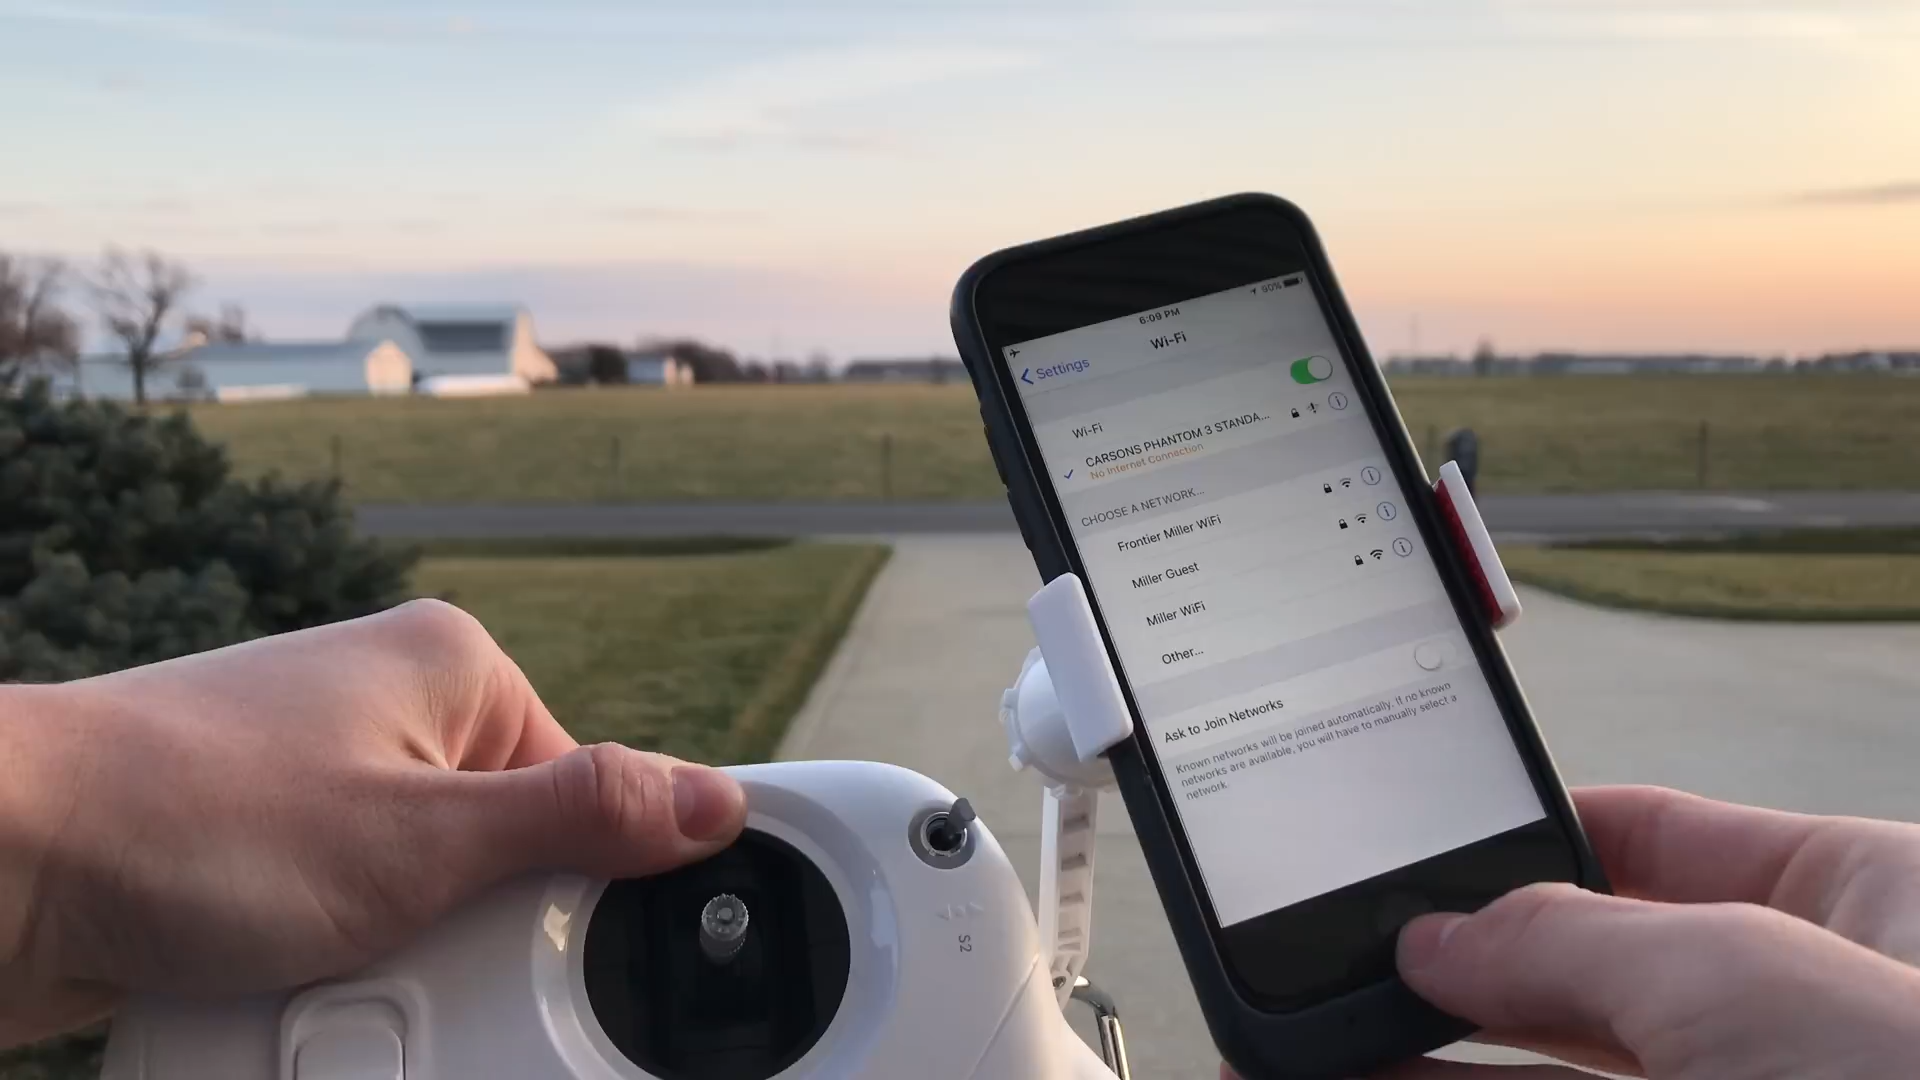 6:09 PM
90%
Settings
Wi-Fi
Wi-Fi
CARSONS PHANTOM 3 STANDA...
No Internet Connection
CHOOSE A NETWORK...
Frontier Miller WiFi
Miller Guest
Miller WiFi
Other...
Ask to Join Networks
Known networks will be joined automatically. If no known
networks are available, you will have to manually select a
network.
S2